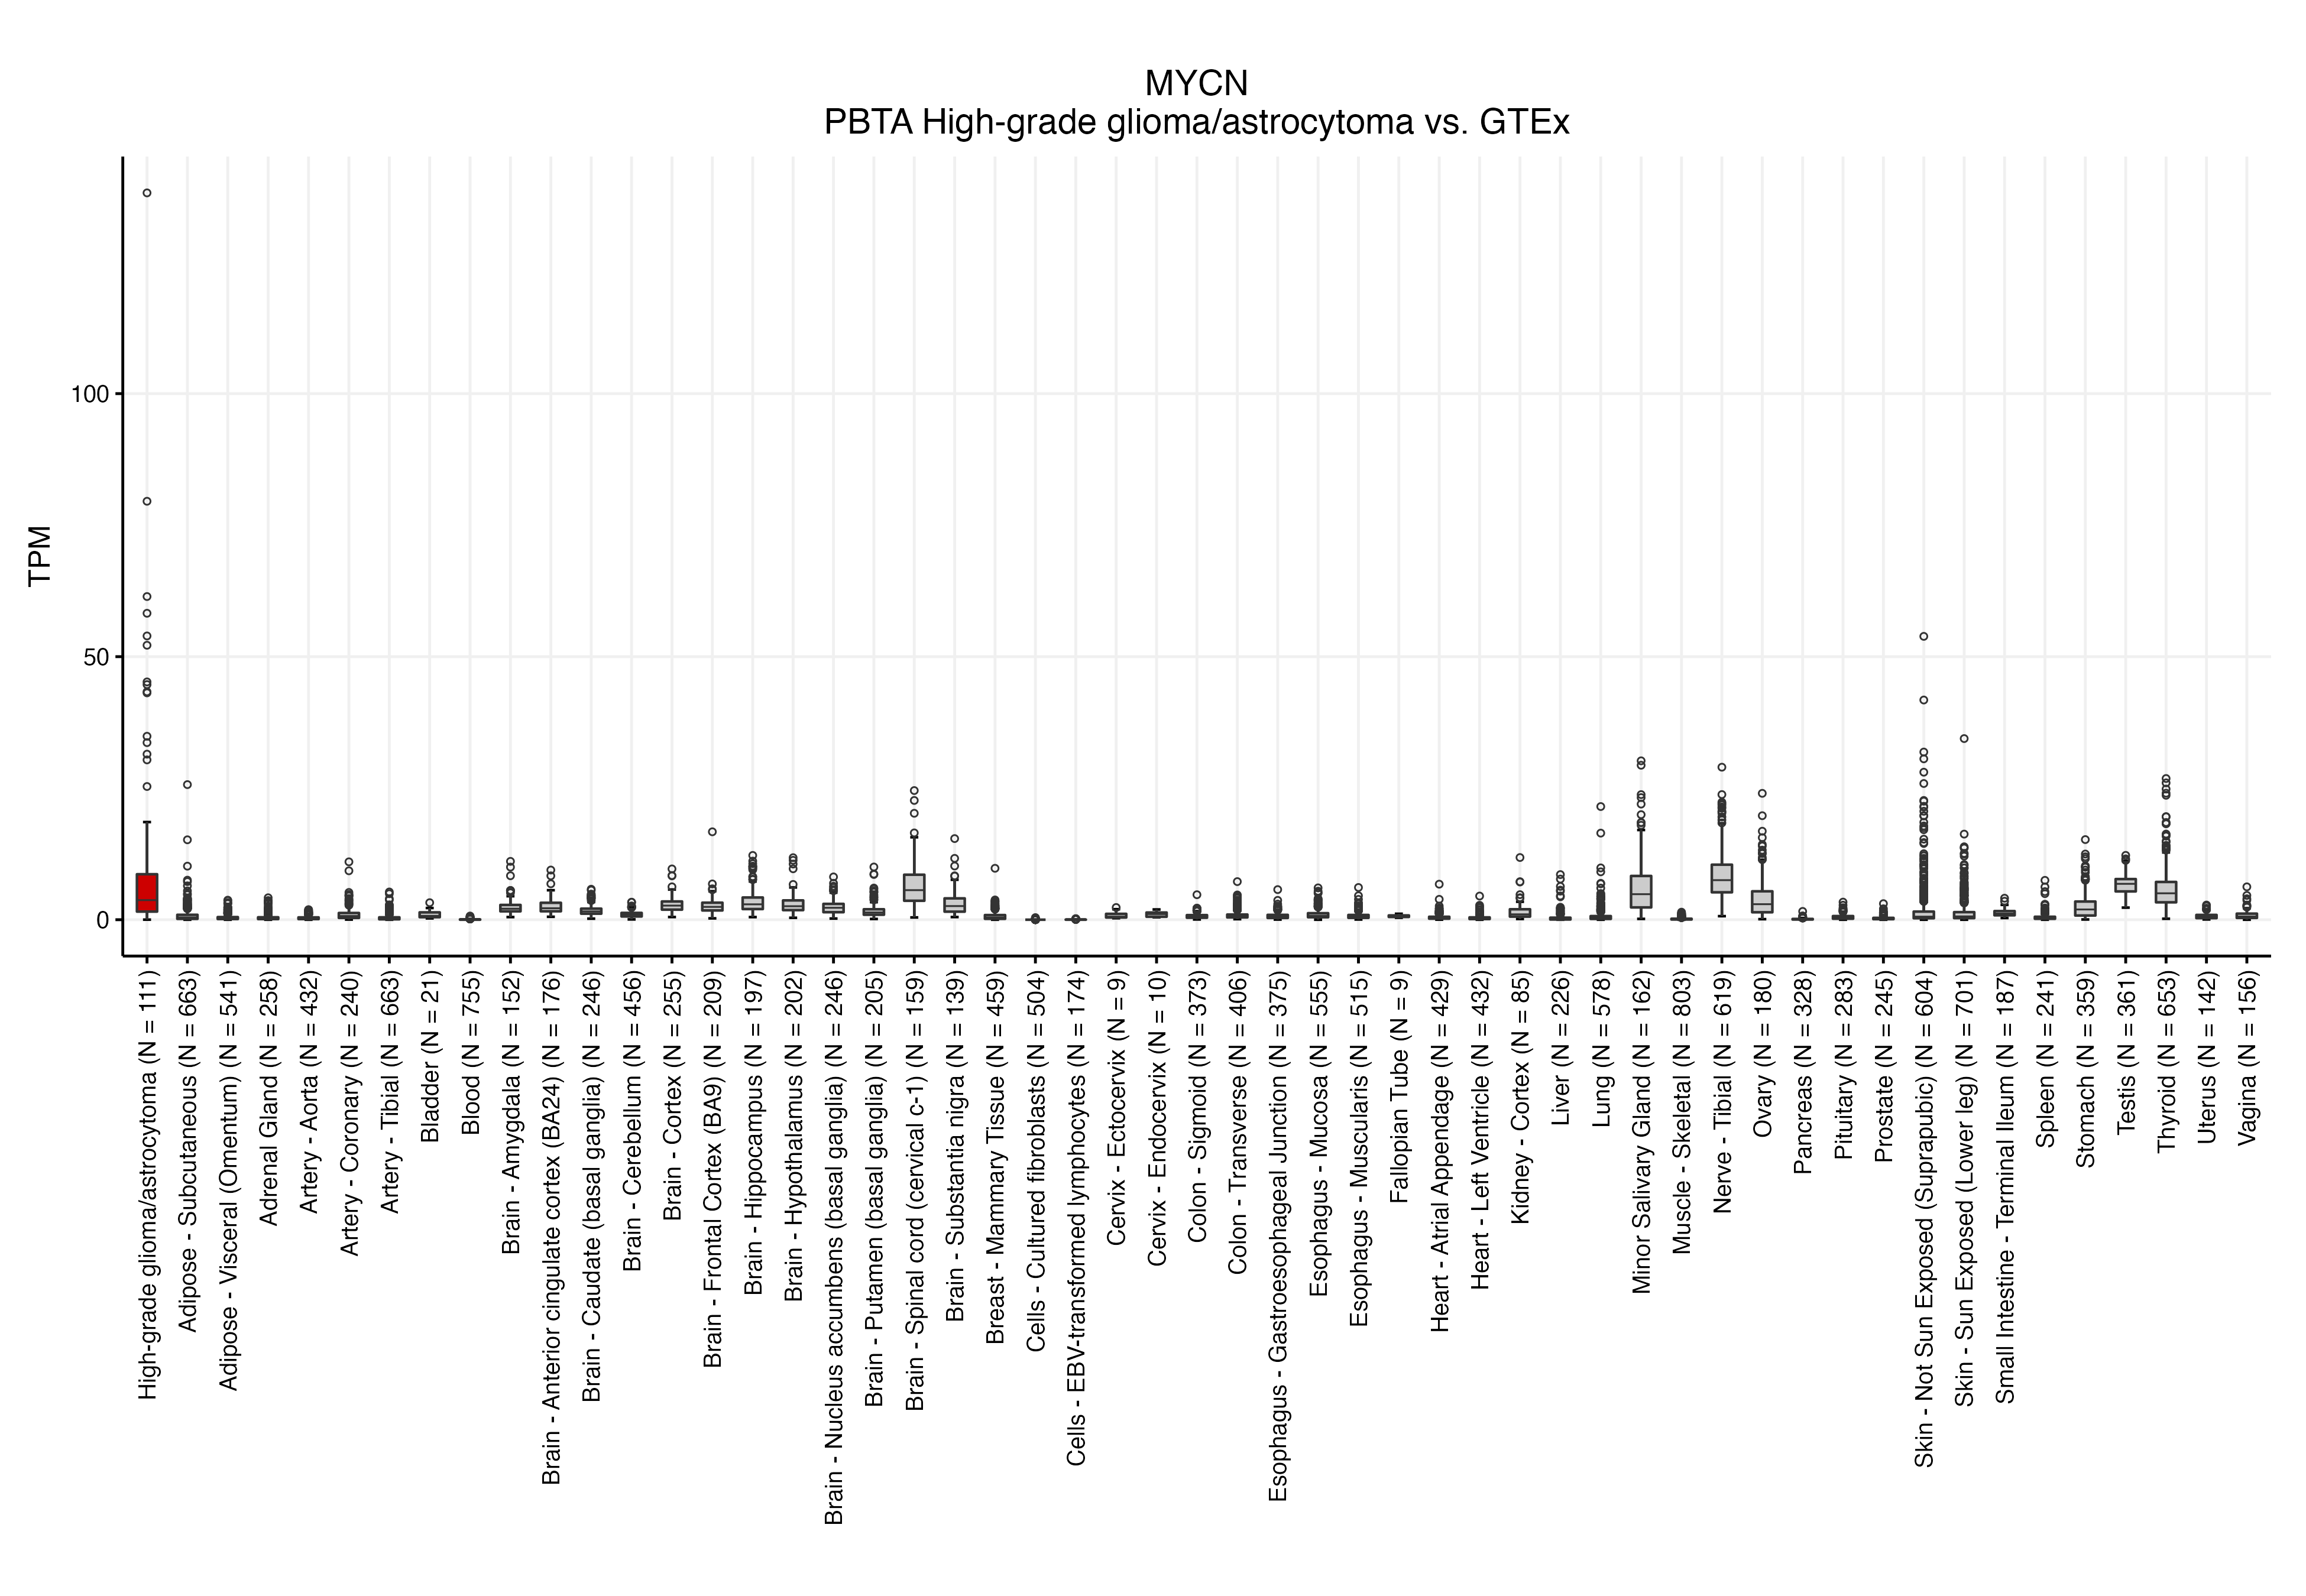 MYCN
PBTA High-grade glioma/astrocytoma vs. GTEx
TPM
100
50
0
High-grade glioma/astrocytoma (N = 111)
Adipose - Subcutaneous (N = 663)
Adipose - Visceral (Omentum) (N = 541)
Adrenal Gland (N = 258)
Artery - Aorta (N = 432)
Artery - Coronary (N = 240)
Artery - Tibial (N = 663)
Bladder (N = 21)
Blood (N = 755)
Brain - Amygdala (N = 152)
Brain - Anterior cingulate cortex (BA24) (N = 176)
Brain - Caudate (basal ganglia) (N = 246)
Brain - Cerebellum (N = 456)
Brain - Cortex (N = 255)
Brain - Frontal Cortex (BA9) (N = 209)
Brain - Hippocampus (N = 197)
Brain - Hypothalamus (N = 202)
Brain - Nucleus accumbens (basal ganglia) (N = 246)
Brain - Putamen (basal ganglia) (N = 205)
Brain - Spinal cord (cervical c-1) (N = 159)
Brain - Substantia nigra (N = 139)
Breast - Mammary Tissue (N = 459)
Cells - Cultured fibroblasts (N = 504)
Cells - EBV-transformed lymphocytes (N = 174)
Cervix - Ectocervix (N = 9)
Cervix - Endocervix (N = 10)
Colon - Sigmoid (N = 373)
Colon - Transverse (N = 406)
Esophagus - Gastroesophageal Junction (N = 375)
Esophagus - Mucosa (N = 555)
Esophagus - Muscularis (N = 515)
Fallopian Tube (N = 9)
Heart - Atrial Appendage (N = 429)
Heart - Left Ventricle (N = 432)
Kidney - Cortex (N = 85)
Liver (N = 226)
Lung (N = 578)
Minor Salivary Gland (N = 162)
Muscle - Skeletal (N = 803)
Nerve - Tibial (N = 619)
Ovary (N = 180)
Pancreas (N = 328)
Pituitary (N = 283)
Prostate (N = 245)
Skin - Not Sun Exposed (Suprapubic) (N = 604)
Skin - Sun Exposed (Lower leg) (N = 701)
Small Intestine - Terminal Ileum (N = 187)
Spleen (N = 241)
Stomach (N = 359)
Testis (N = 361)
Thyroid (N = 653)
Uterus (N = 142)
Vagina (N = 156)